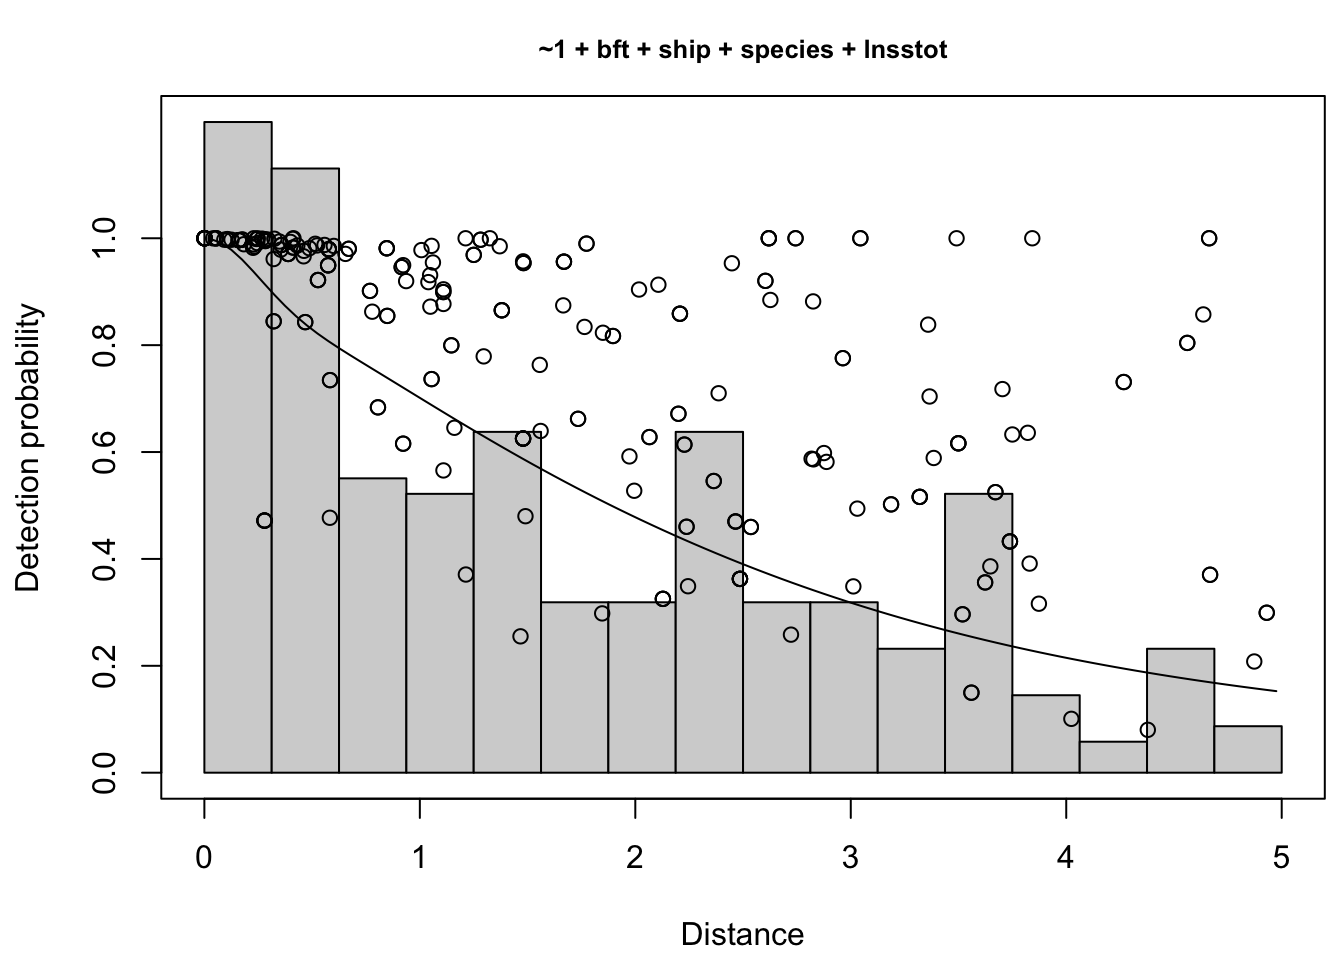 ~1 + bft + ship + species + lnsstot
Detection probability
1.0
0.8
0.6
0.4
0.2
0.0
0 1 2 3 4 5
Distance